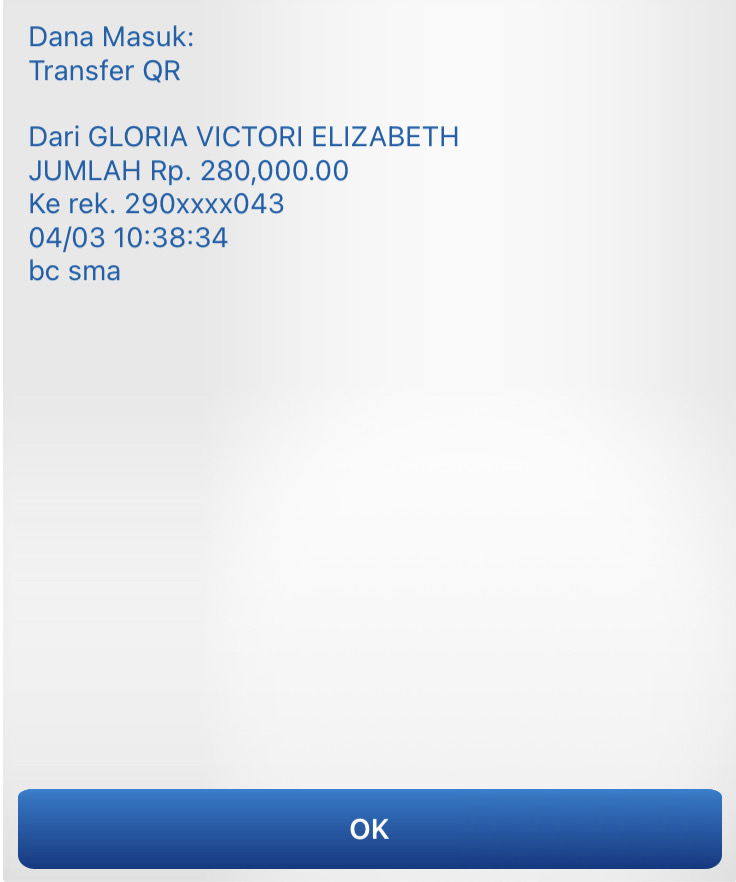 Dana Masuk:
Transfer QR
Dari GLORIA VICTORI ELIZABETH
JUMLAH Rp. 280,000.00
Ke rek. 290xxxx043
04/03 10:38:34
bc sma
OK